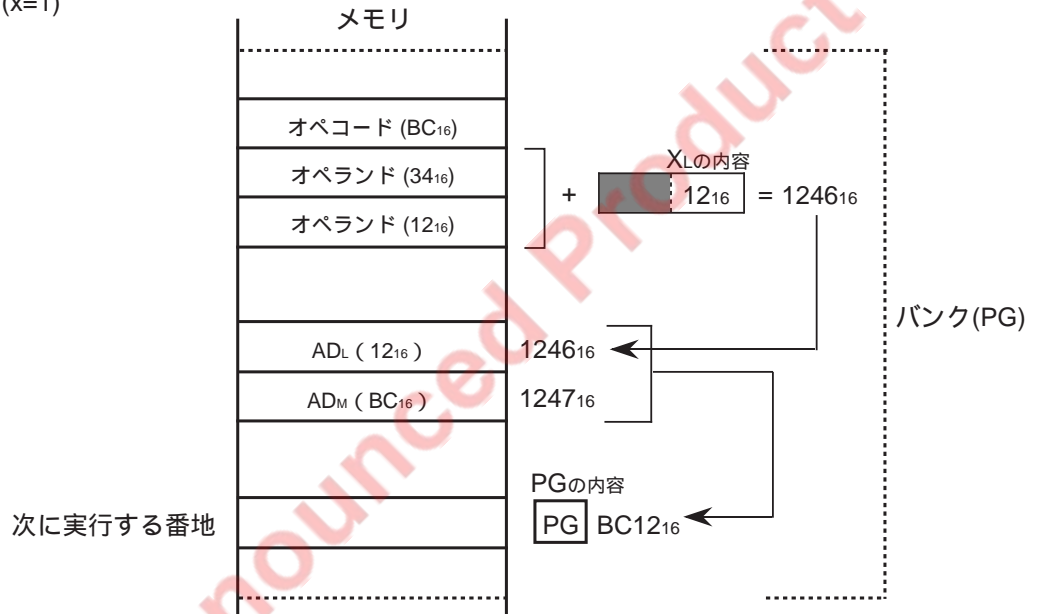 (x=1)
メモリ
オペコード (BC16)
オペランド (3416)
オペランド (1216)
XLの内容
+ 1216 = 124616
バンク(PG)
ADL ( 1216 ) 124616
ADM ( BC16 ) 124716
PGの内容
次に実行する番地 PG BC1216
nounced Product